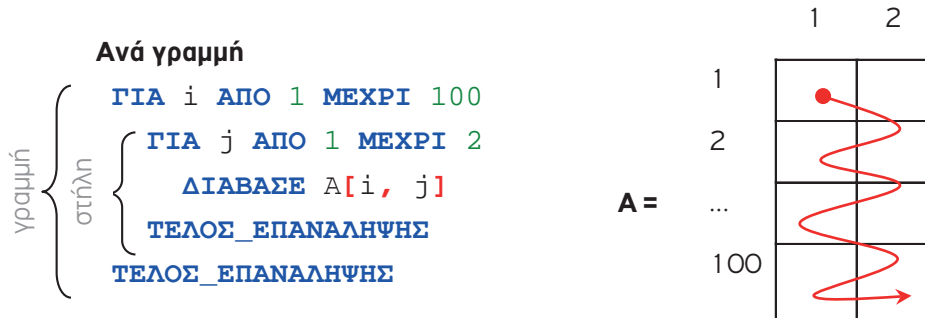 Ανά γραμμή
ΓΙΑ i ΑΠΟ 1 ΜΕΧΡΙ 100
ΓΙΑ j ΑΠΟ 1 ΜΕΧΡΙ 2
ΔΙΑΒΑΣΕ A[i, j]
ΤΕΛΟΣ_ΕΠΑΝΑΛΗΨΗΣ
ΤΕΛΟΣ_ΕΠΑΝΑΛΗΨΗΣ
γραμμή
στήλη
1 2
1
2
A = ...
100